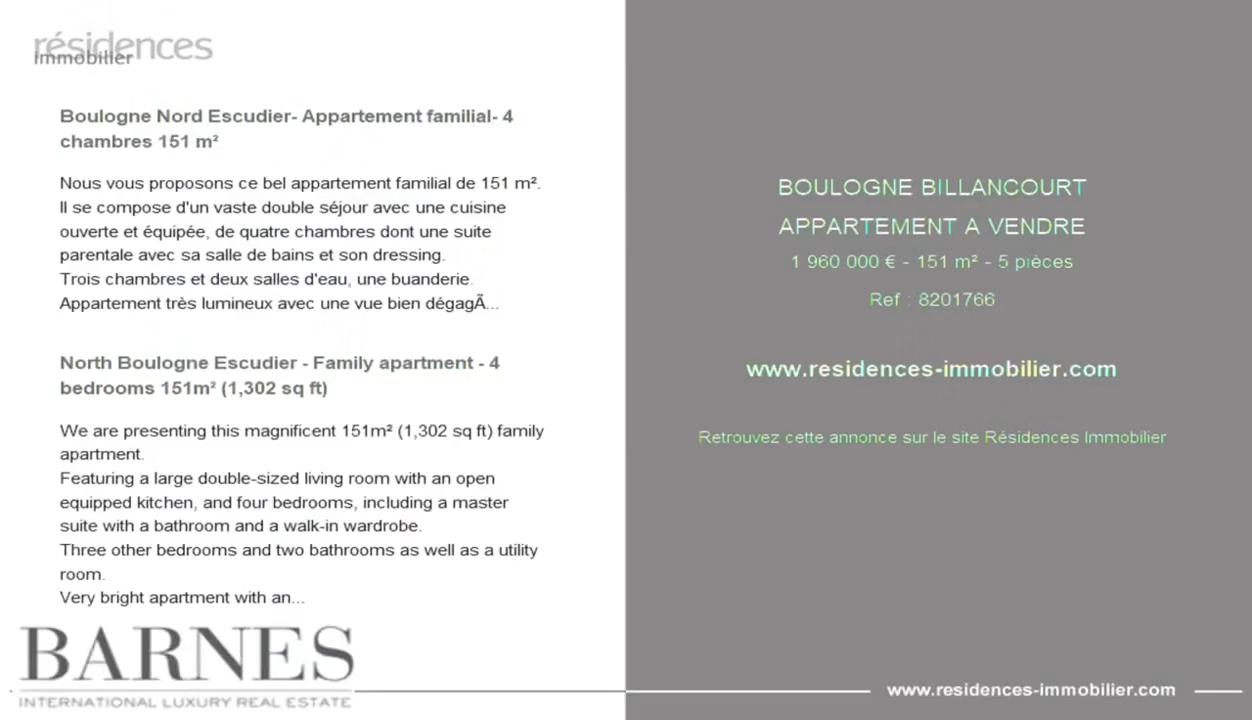 résidences
immobilier
Boulogne Nord Escudier- Appartement familial- 4
chambres 151 m²
Nous vous proposons ce bel appartement familial de 151 m².
Il se compose d'un vaste double séjour avec une cuisine
ouverte et équipée, de quatre chambres dont une suite
parentale avec sa salle de bains et son dressing.
Trois chambres et deux salles d'eau, une buanderie.
Appartement très lumineux avec une vue bien dégagÃ...
North Boulogne Escudier - Family apartment - 4
bedrooms 151m² (1,302 sq ft)
We are presenting this magnificent 151m² (1,302 sq ft) family
apartment.
Featuring a large double-sized living room with an open
equipped kitchen, and four bedrooms, including a master
suite with a bathroom and a walk-in wardrobe.
Three other bedrooms and two bathrooms as well as a utility
room.
Very bright apartment with an...
BARNES
INTERNATIONAL LUXURY REAL ESTATE
BOULOGNE BILLANCOURT
APPARTEMENT A VENDRE
1 960 000 € - 151 m² - 5 pièces
Ref : 8201766
www.residences-immobilier.com
Retrouvez cette annonce sur le site Résidences Immobilier
www.residences-immobilier.com